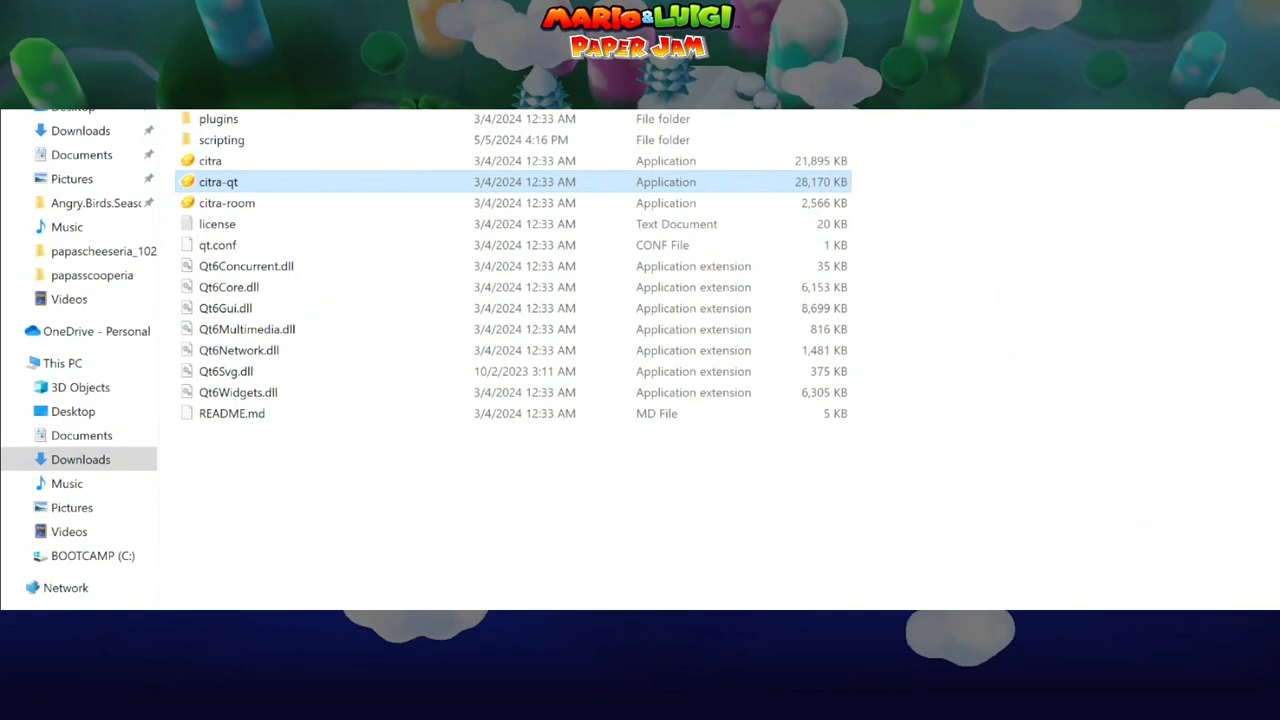 MARIO & LUIGI
PAPER JAM
Downloads
Documents
Pictures
Angry.Birds.Seasc
Music
papascheeseria_102
papasscooperia
Videos
OneDrive - Personal
This PC
3D Objects
Desktop
Documents
Downloads
Music
Pictures
Videos
BOOTCAMP (C:)
Network
plugins 3/4/2024 12:33 AM File folder
scripting 5/5/2024 4:16 PM File folder
citra 3/4/2024 12:33 AM Application 21,895 KB
citra-qt 3/4/2024 12:33 AM Application 28,170 KB
citra-room 3/4/2024 12:33 AM Application 2,566 KB
license 3/4/2024 12:33 AM Text Document 20 KB
qt.conf 3/4/2024 12:33 AM CONF File 1 KB
Qt6Concurrent.dll 3/4/2024 12:33 AM Application extension 35 KB
Qt6Core.dll 3/4/2024 12:33 AM Application extension 6,153 KB
Qt6Gui.dll 3/4/2024 12:33 AM Application extension 8,699 KB
Qt6Multimedia.dll 3/4/2024 12:33 AM Application extension 816 KB
Qt6Network.dll 3/4/2024 12:33 AM Application extension 1,481 KB
Qt6Svg.dll 10/2/2023 3:11 AM Application extension 375 KB
Qt6Widgets.dll 3/4/2024 12:33 AM Application extension 6,305 KB
README.md 3/4/2024 12:33 AM MD File 5 KB